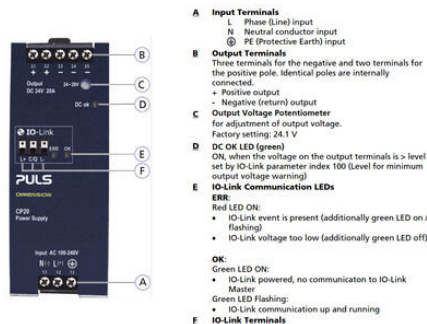 + + - - -
Output
DC 24V 20A
24-28V
DC ok
IO-Link
ERR OK
L+ C/Q L-
PULS
DIMENSION
CP20
Power Supply
Input AC 100-240V
N(-) L(+)
B
C
D
E
F
A
A Input Terminals
L Phase (Line) input
N Neutral conductor input
PE (Protective Earth) input
B Output Terminals
Three terminals for the negative and two terminals for
the positive pole. Identical poles are internally
connected.
+ Positive output
- Negative (return) output
C Output Voltage Potentiometer
for adjustment of output voltage.
Factory setting: 24.1 V
D DC OK LED (green)
ON, when the voltage on the output terminals is > level
set by IO-Link parameter index 100 (Level for minimum
output voltage warning)
E IO-Link Communication LEDs
ERR:
Red LED ON:
• IO-Link event is present (additionally green LED on /
flashing)
• IO-Link voltage too low (additionally green LED off)
OK:
Green LED ON:
• IO-Link powered, no communicaton to IO-Link
Master
Green LED Flashing:
• IO-Link communication up and running
F IO-Link Terminals